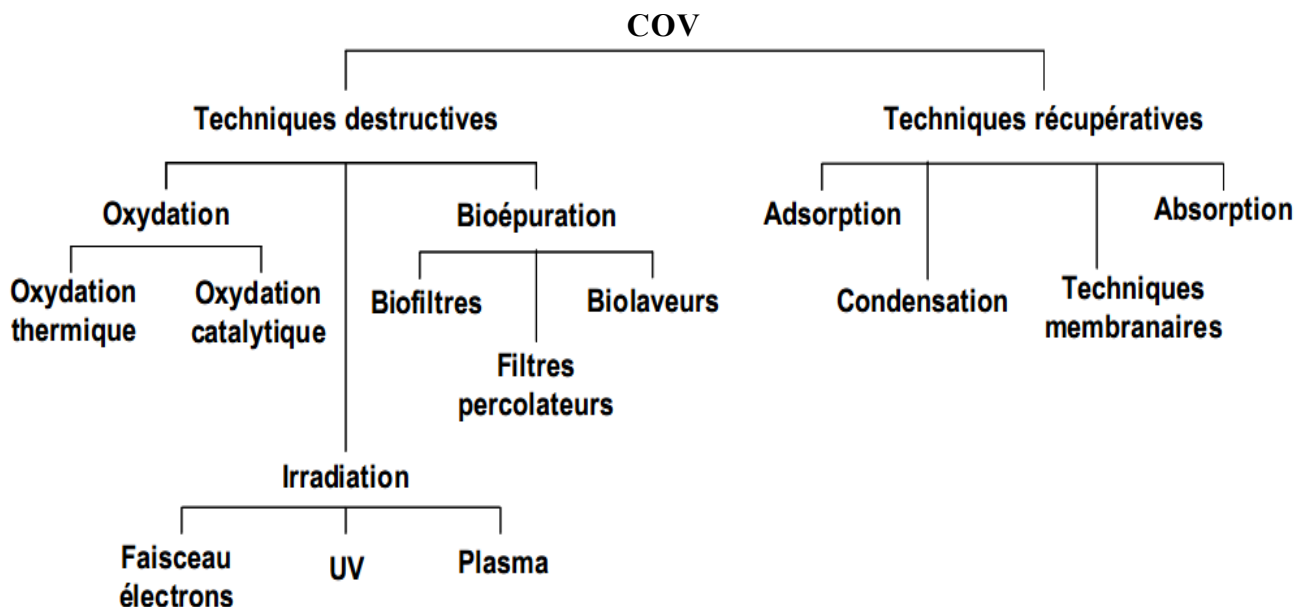 COV
Techniques destructives
Techniques récupératives
Oxydation
Bioépuration
Adsorption
Absorption
Oxydation
thermique
Oxydation
catalytique
Biofiltres
Biolaveurs
Filtres
percolateurs
Condensation
Techniques
membranaires
Irradiation
Faisceau
électrons
UV
Plasma